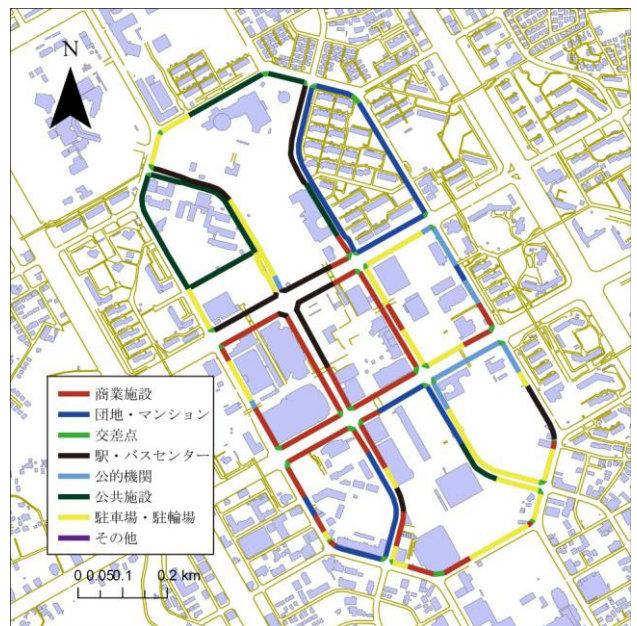 N
商業施設
団地・マンション
交差点
駅・バスセンター
公的機関
公共施設
駐車場・駐輪場
その他
0 0.050.1 0.2 km